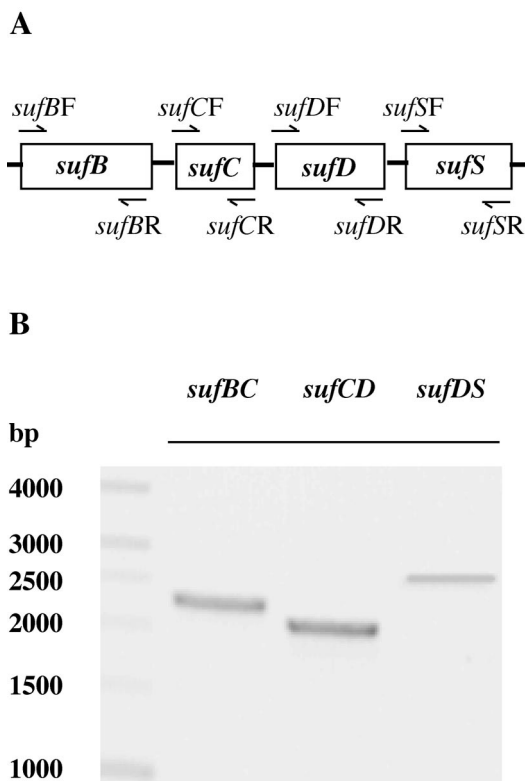 A
sufBF sufCF sufDF sufSF
sufB sufC sufD sufS
sufBR sufCR sufDR sufSR
B
sufBC sufCD sufDS
bp
4000
3000
2500
2000
1500
1000